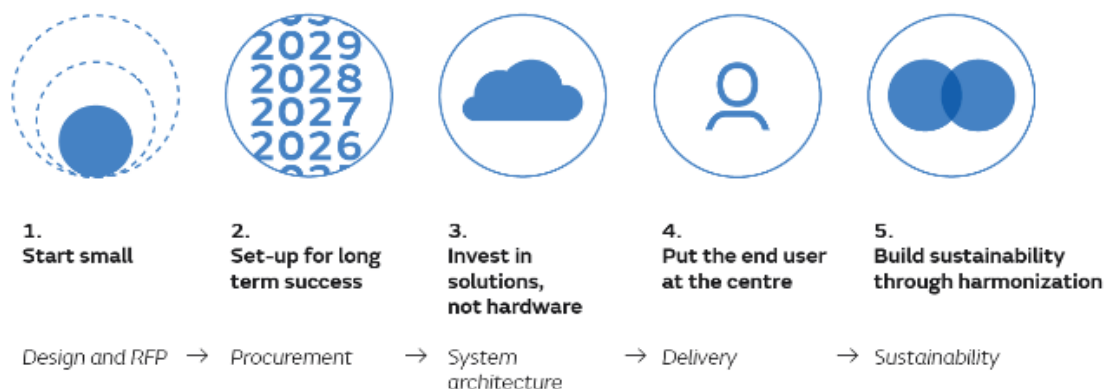 2029
2028
2027
2026
1.
Start small
2.
Set-up for long
term success
3.
Invest in
solutions,
not hardware
4.
Put the end user
at the centre
5.
Build sustainability
through harmonization
Design and RFP → Procurement → System
architecture → Delivery → Sustainability